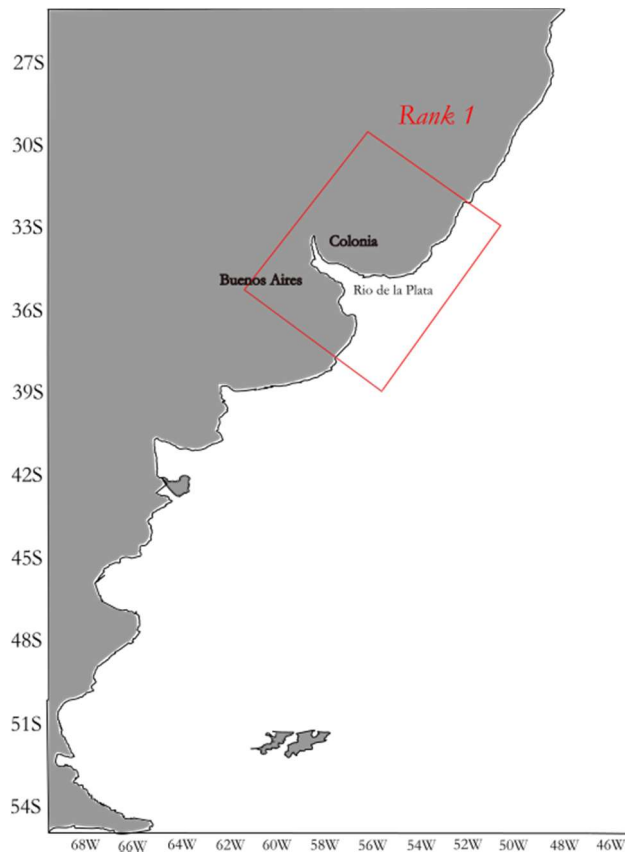 27S
Rank 1
30S
33S
Colonia
Buenos Aires
Rio de la Plata
36S
39S
42S
45S
48S
51S
54S
68W 66W 64W 62W 60W 58W 56W 54W 52W 50W 48W 46W